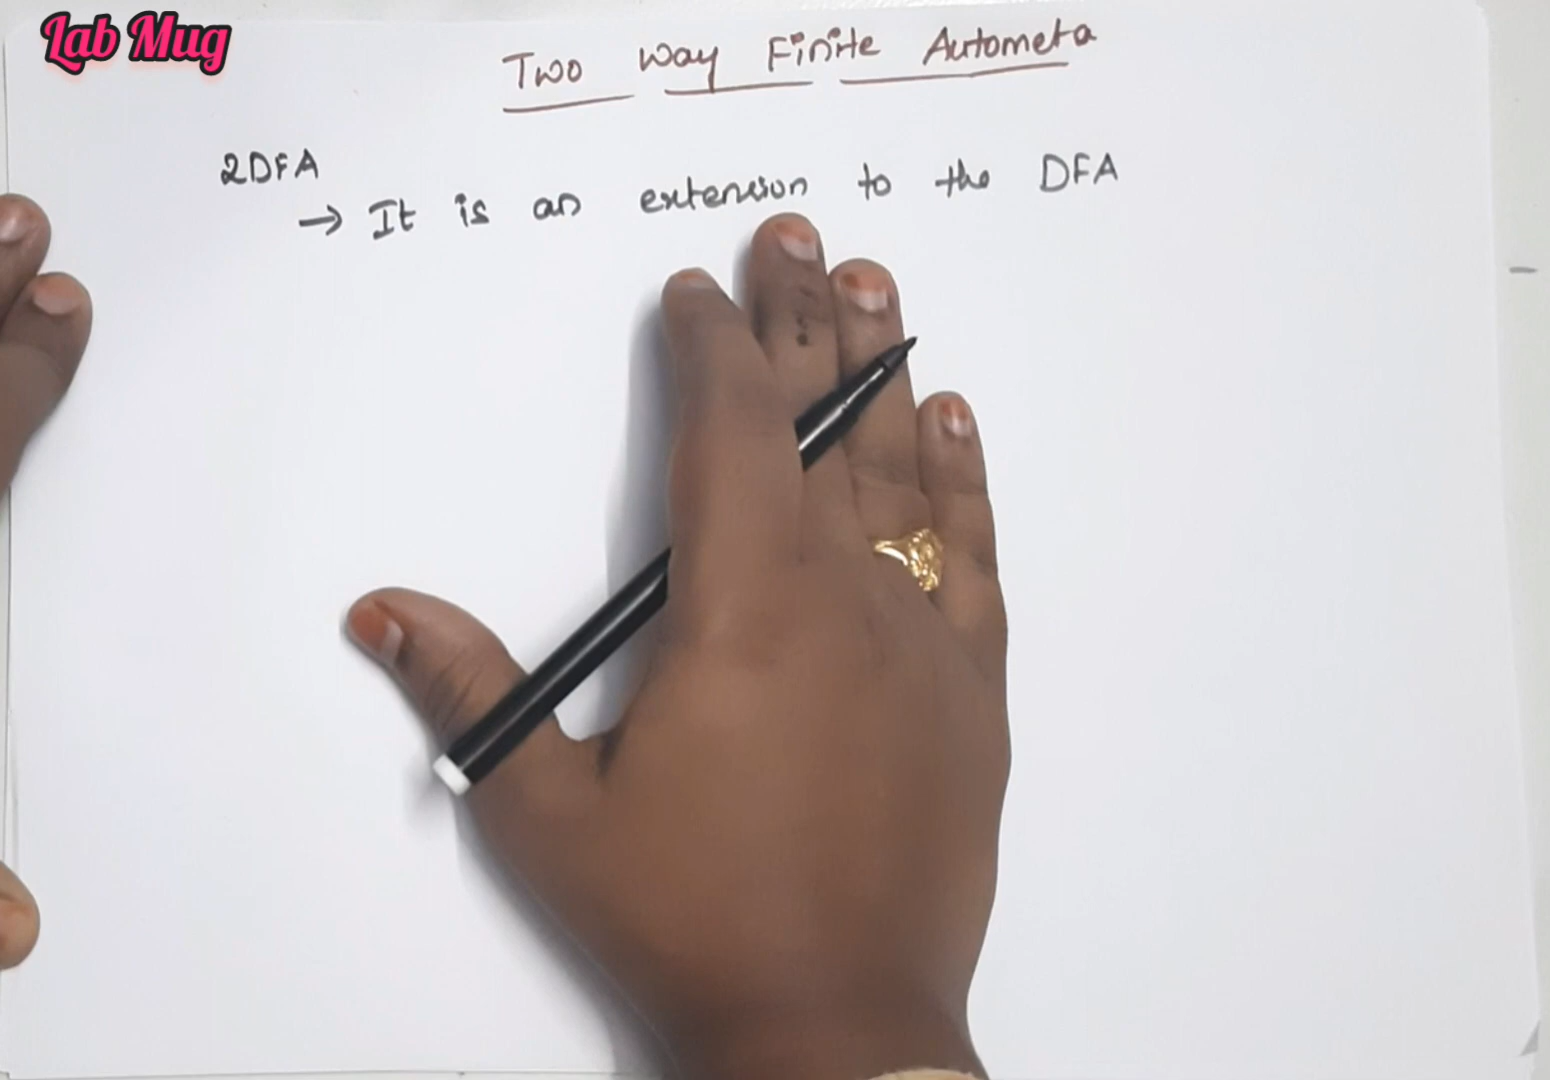 Lab Mug
Two Way Finite Autometa
2DFA
→ It is an extension to the DFA